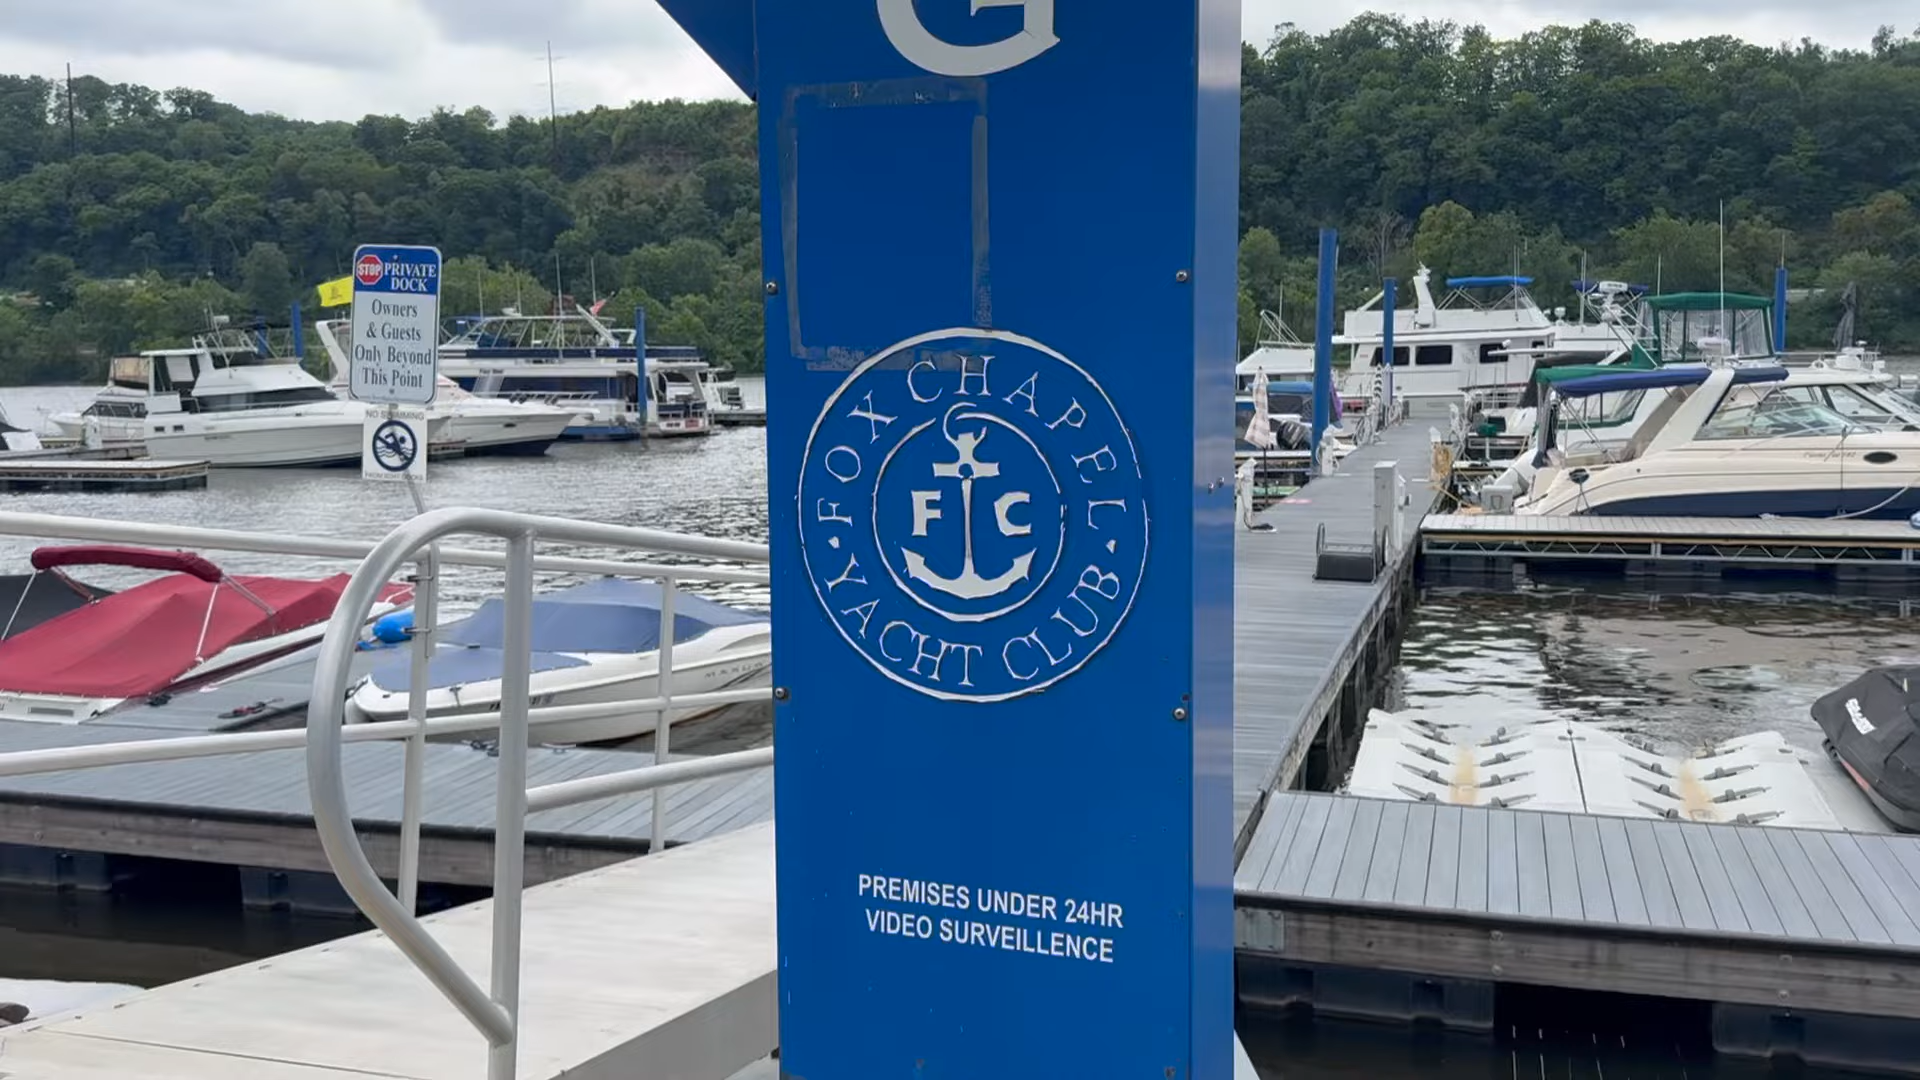 G
STOP PRIVATE
DOCK
Owners
& Guests
Only Beyond
This Point
NO SWIMMING
FOX CHAPEL
F C
• YACHT CLUB •
PREMISES UNDER 24HR
VIDEO SURVEILLENCE